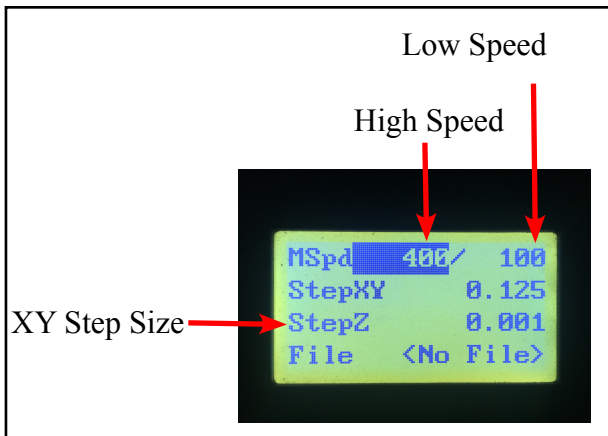 Low Speed
High Speed
MSpd 400/ 100
StepXY 0.125
XY Step Size
StepZ 0.001
File <No File>